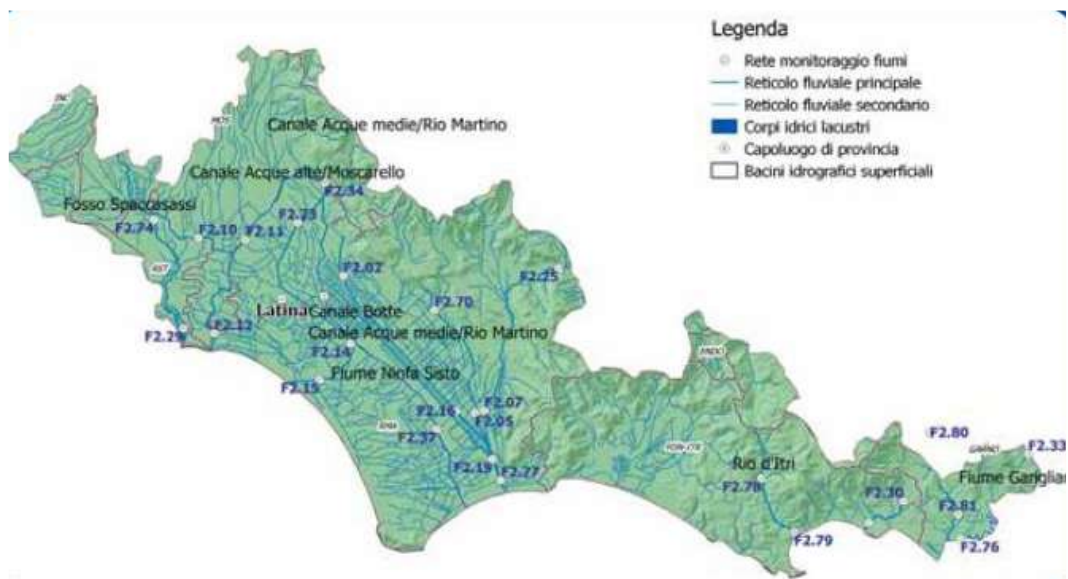 Legenda
Rete monitoraggio fiumi
Reticolo fluviale principale
Reticolo fluviale secondario
Corpi idrici lacustri
Capoluogo di provincia
Bacini idrografici superficiali
MOS
Canale Acque medie/Rio Martino
Canale Acque alte/Moscarello
F2.34
Fosso Spaccasassi
F2.74
F2.10
F2.11
F2.73
AST
F2.02
F2.25
F2.70
Latina
Canale Botte
F2.29
F2.12
Canale Acque medie/Rio Martino
F2.14
F2.15
Fiume Ninfa Sisto
F2.16
F2.07
F2.05
F2.37
F2.19
F2.77
Rio d'Itri
F2.78
F2.79
F2.80
F2.33
F2.30
F2.81
F2.76